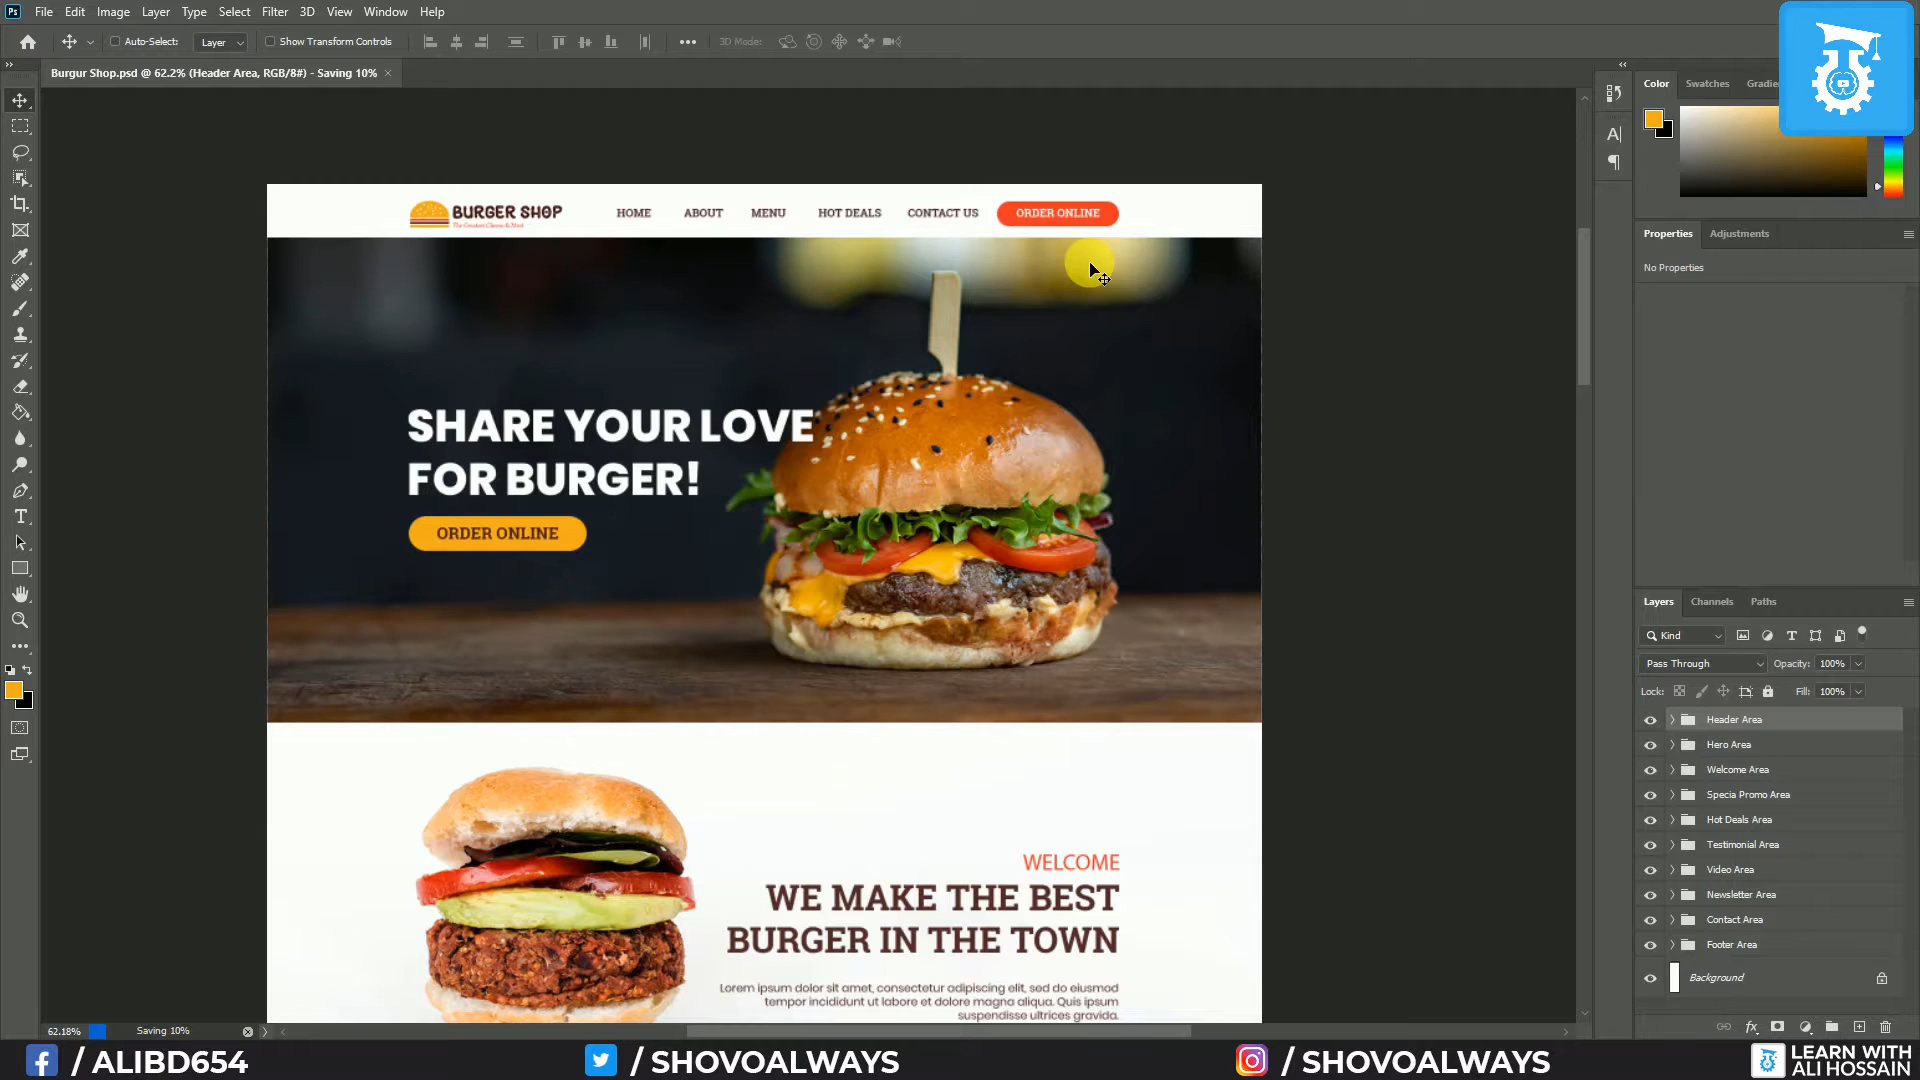 Ps File Edit Image Layer Type Select Filter 3D View Window Help
Auto-Select: Layer Show Transform Controls 3D Mode:
Burgur Shop.psd @ 62.2% (Header Area, RGB/8#) - Saving 10%
Color Swatches Gradie
BURGER SHOP
HOME ABOUT MENU HOT DEALS CONTACT US ORDER ONLINE
Properties Adjustments
No Properties
SHARE YOUR LOVE
FOR BURGER!
ORDER ONLINE
Layers Channels Paths
Kind
Pass Through Opacity: 100%
Lock: Fill: 100%
Header Area
Hero Area
Welcome Area
Specia Promo Area
Hot Deals Area
Testimonial Area
Video Area
Newsletter Area
Contact Area
Footer Area
Background
WELCOME
WE MAKE THE BEST
BURGER IN THE TOWN
Lorem ipsum dolor sit amet, consectetur adipiscing elit, sed do eiusmod
tempor incididunt ut labore et dolore magna aliqua. Quis ipsum
suspendisse ultrices gravida.
62.18% Saving 10%
/ ALIBD654
/ SHOVOALWAYS
/ SHOVOALWAYS
LEARN WITH
ALI HOSSAIN